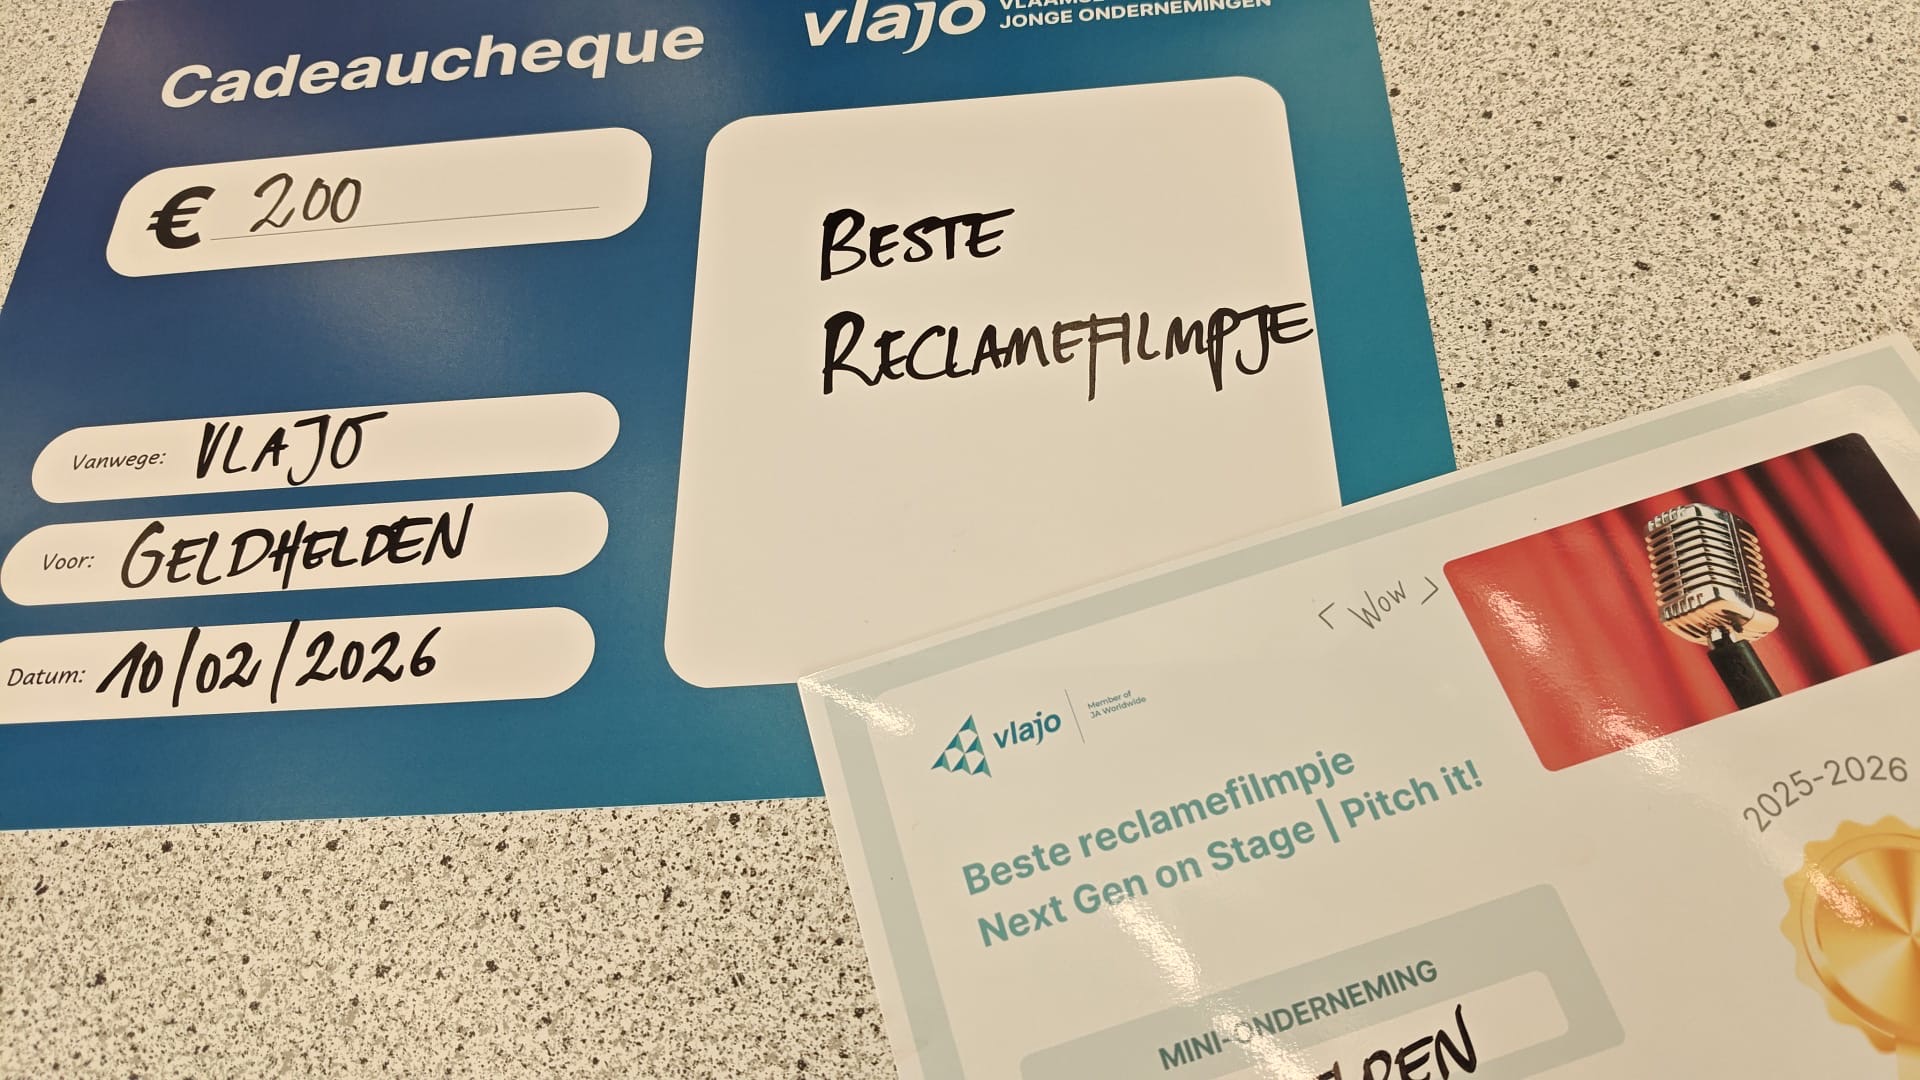 Cadeaucheque
vlajo
JONGE ONDERNEMINGEN
€ 200
BESTE
RECLAMEFILMPJE
Vanwege: VLAJO
Voor: GELDHELDEN
Datum: 10/02/2026
< WOW >
vlajo
Member of
JA Worldwide
Beste reclamefilmpje
Next Gen on Stage | Pitch it!
2025-2026
MINI-ONDERNEMING
ELDEN